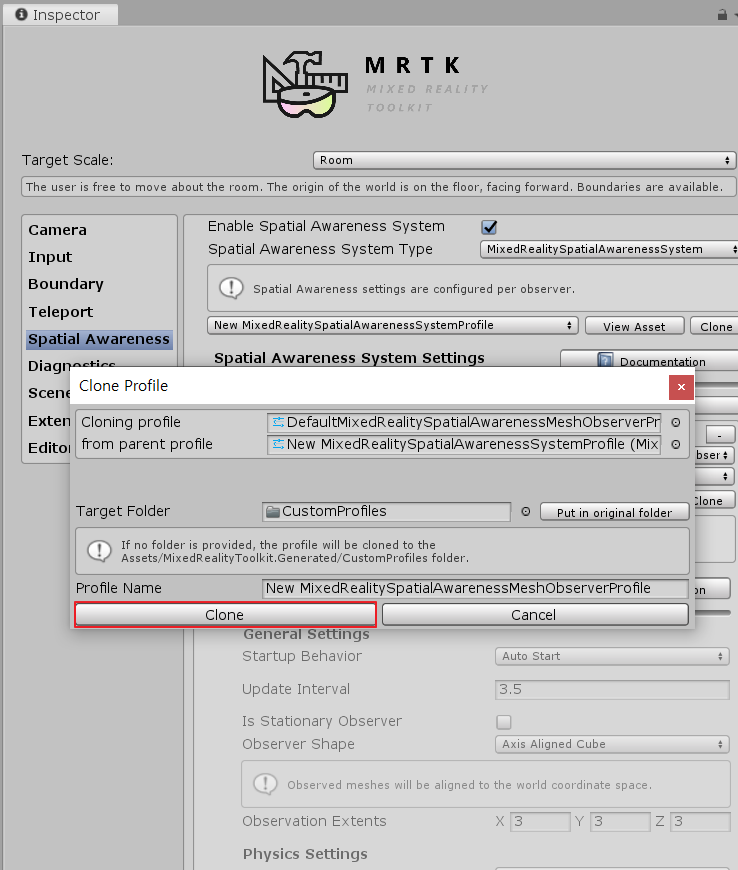 Inspector
MRTK
MIXED REALITY
TOOLKIT
Target Scale:
Room
The user is free to move about the room. The origin of the world is on the floor, facing forward. Boundaries are available.
Camera
Input
Boundary
Teleport
Spatial Awareness
Diagnostics
Scene
Exten
Editor
Enable Spatial Awareness System
Spatial Awareness System Type
MixedRealitySpatialAwarenessSystem
Spatial Awareness settings are configured per observer.
New MixedRealitySpatialAwarenessSystemProfile
View Asset
Clone
Spatial Awareness System Settings
Documentation
-
bser
Clone
on
Clone Profile
Cloning profile
DefaultMixedRealitySpatialAwarenessMeshObserverPr
from parent profile
New MixedRealitySpatialAwarenessSystemProfile (Mix
Target Folder
CustomProfiles
Put in original folder
If no folder is provided, the profile will be cloned to the
Assets/MixedRealityToolkit.Generated/CustomProfiles folder.
Profile Name
New MixedRealitySpatialAwarenessMeshObserverProfile
Clone
Cancel
General Settings
Startup Behavior
Auto Start
Update Interval
3.5
Is Stationary Observer
Observer Shape
Axis Aligned Cube
Observed meshes will be aligned to the world coordinate space.
Observation Extents
X 3 Y 3 Z 3
Physics Settings